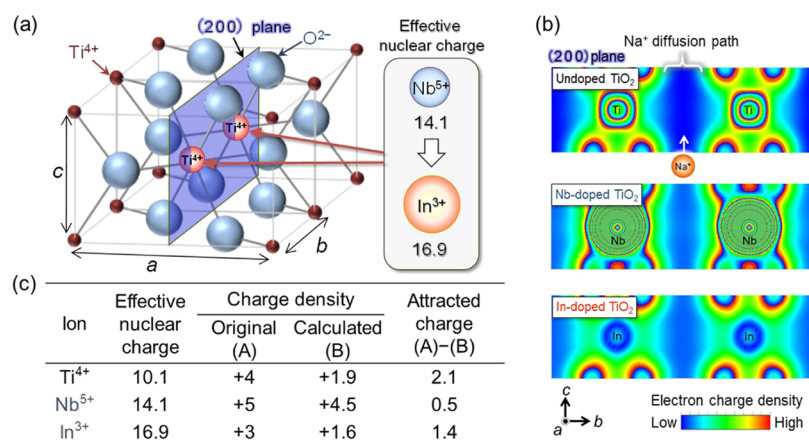 (a)
(200) plane
O2−
Ti4+
Ti4+
Ti4+
c
a
b
Effective
nuclear charge
Nb5+
14.1
In3+
16.9
(b)
Na+ diffusion path
(200) plane
Undoped TiO2
Ti
Ti
Na+
Nb-doped TiO2
Nb
Nb
In-doped TiO2
In
In
c
a
b
Electron charge density
Low
High
(c)
Ion Effective nuclear charge Charge density Attracted charge (A)−(B)
Original (A) Calculated (B)
Ti4+ 10.1 +4 +1.9 2.1
Nb5+ 14.1 +5 +4.5 0.5
In3+ 16.9 +3 +1.6 1.4